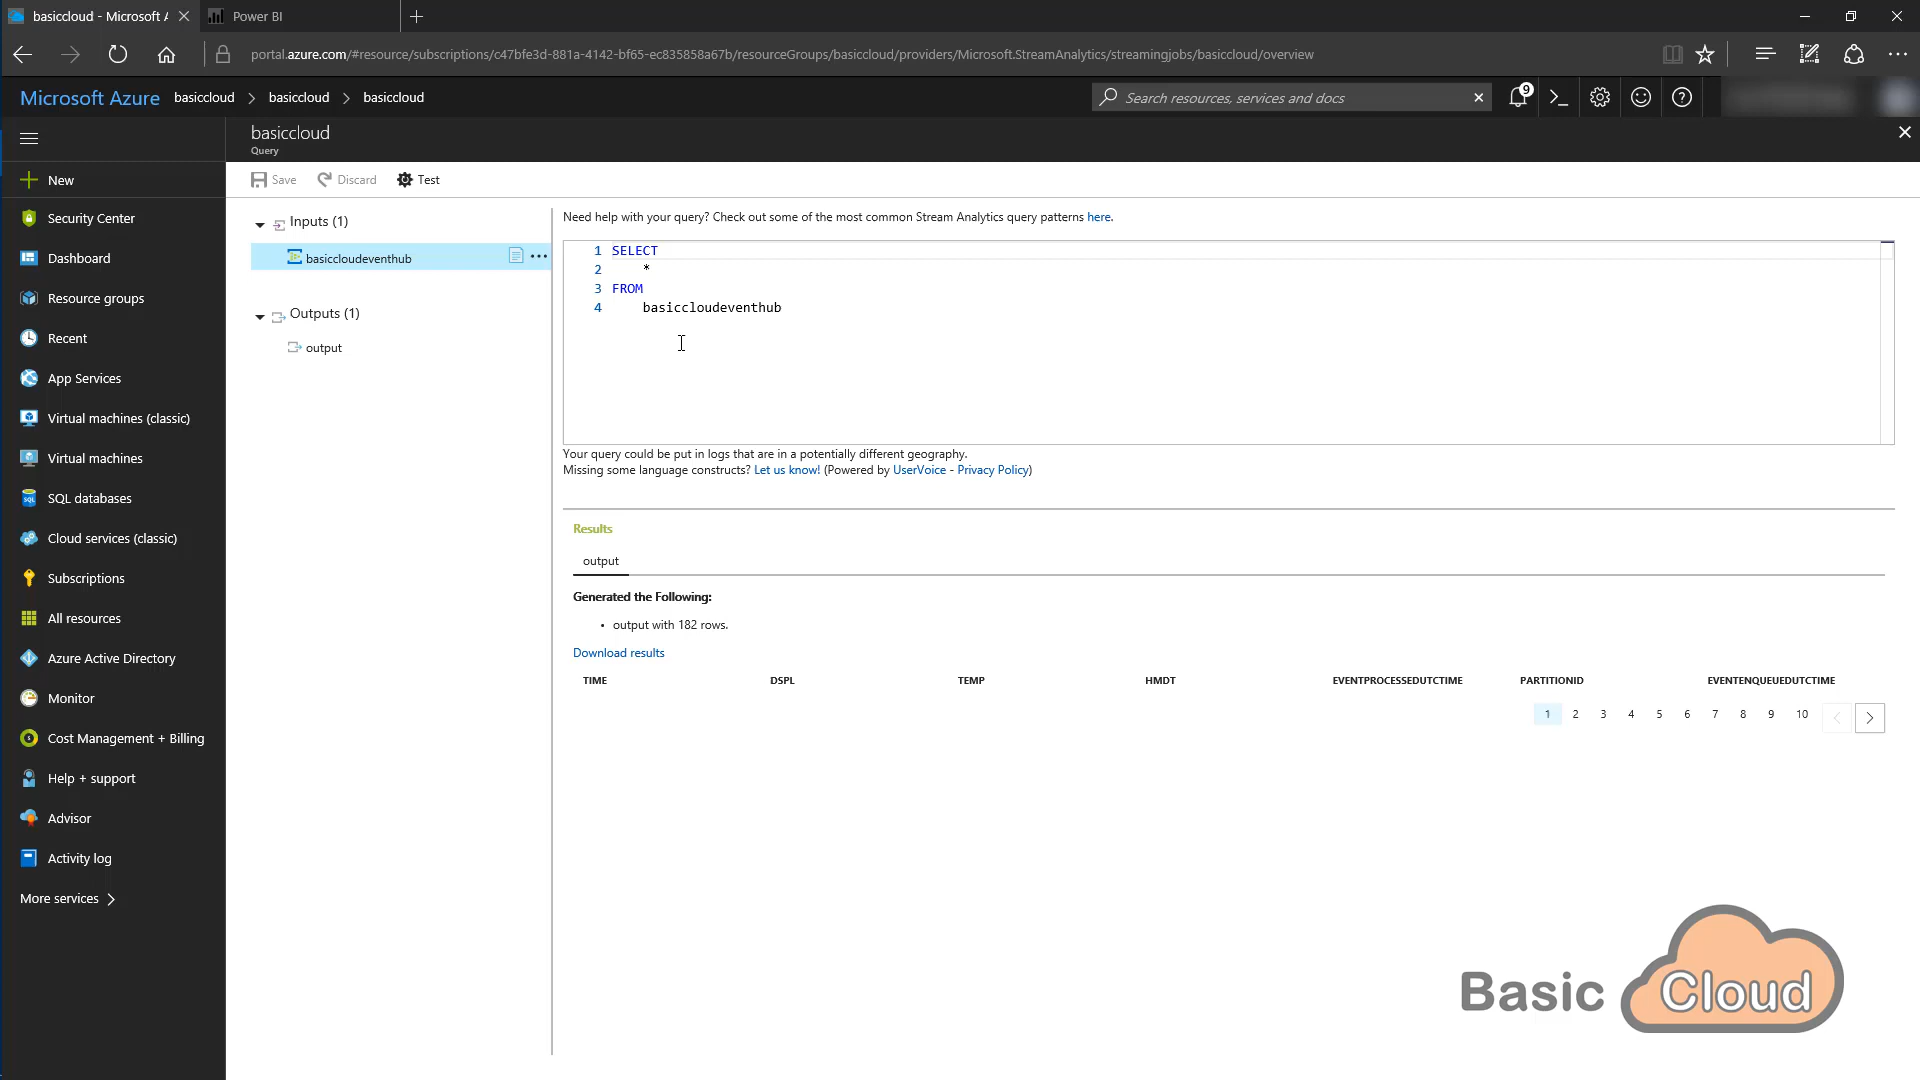 basiccloud - Microsoft A
Power BI
portal.azure.com/#resource/subscriptions/c47bfe3d-881a-4142-bf65-ec835858a67b/resourceGroups/basiccloud/providers/Microsoft.StreamAnalytics/streamingjobs/basiccloud/overview
Microsoft Azure basiccloud > basiccloud > basiccloud
Search resources, services and docs
9
basiccloud
Query
Save Discard Test
New
Security Center
Dashboard
Resource groups
Recent
App Services
Virtual machines (classic)
Virtual machines
SQL databases
Cloud services (classic)
Subscriptions
All resources
Azure Active Directory
Monitor
Cost Management + Billing
Help + support
Advisor
Activity log
More services >
Inputs (1)
basiccloudeventhub
Outputs (1)
output
Need help with your query? Check out some of the most common Stream Analytics query patterns here.
1 SELECT
2 *
3 FROM
4 basiccloudeventhub
Your query could be put in logs that are in a potentially different geography.
Missing some language constructs? Let us know! (Powered by UserVoice - Privacy Policy)
Results
output
Generated the Following:
• output with 182 rows.
Download results
TIME DSPL TEMP HMDT EVENTPROCESSEDUTCTIME PARTITIONID EVENTENQUEUEDUTCTIME
1 2 3 4 5 6 7 8 9 10
Basic Cloud